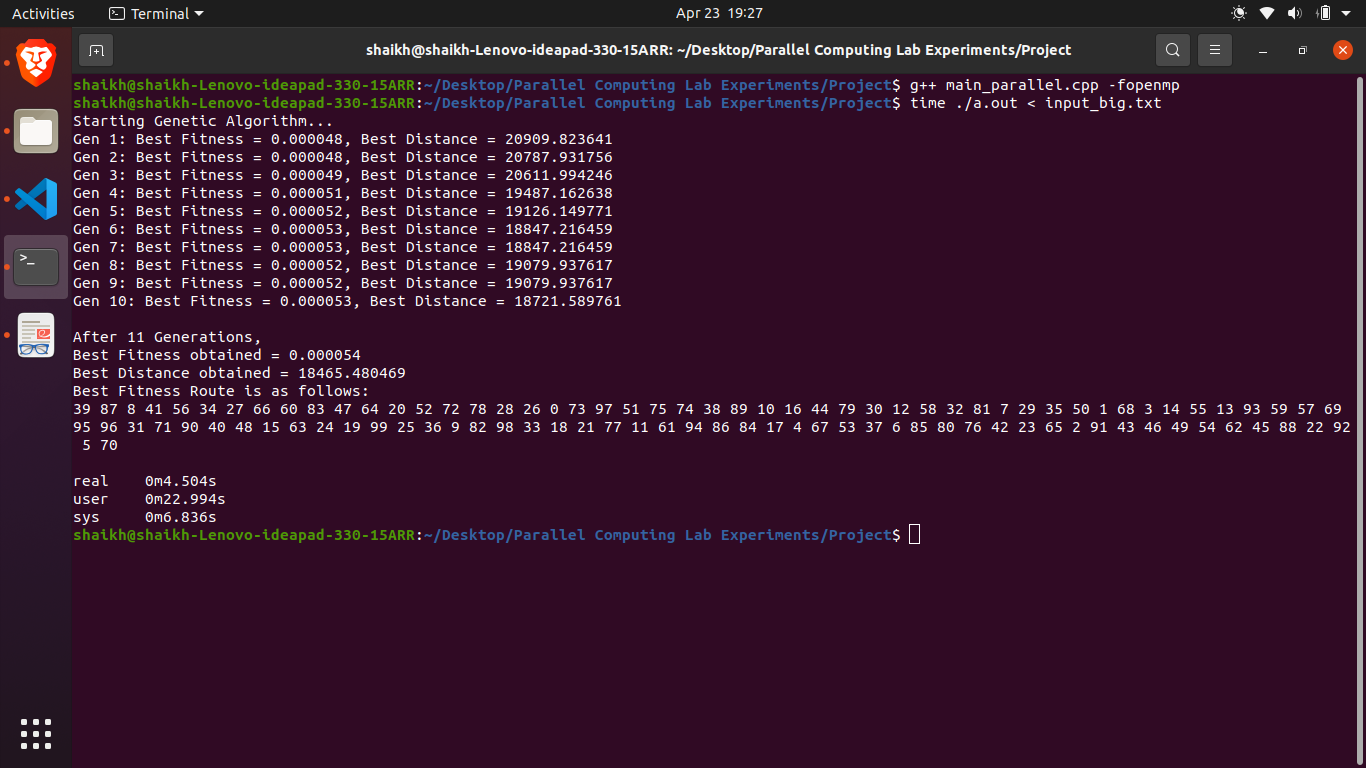 Activities Terminal Apr 23 19:27
shaikh@shaikh-Lenovo-ideapad-330-15ARR: ~/Desktop/Parallel Computing Lab Experiments/Project
shaikh@shaikh-Lenovo-ideapad-330-15ARR:~/Desktop/Parallel Computing Lab Experiments/Project$ g++ main_parallel.cpp -fopenmp
shaikh@shaikh-Lenovo-ideapad-330-15ARR:~/Desktop/Parallel Computing Lab Experiments/Project$ time ./a.out < input_big.txt
Starting Genetic Algorithm...
Gen 1: Best Fitness = 0.000048, Best Distance = 20909.823641
Gen 2: Best Fitness = 0.000048, Best Distance = 20787.931756
Gen 3: Best Fitness = 0.000049, Best Distance = 20611.994246
Gen 4: Best Fitness = 0.000051, Best Distance = 19487.162638
Gen 5: Best Fitness = 0.000052, Best Distance = 19126.149771
Gen 6: Best Fitness = 0.000053, Best Distance = 18847.216459
Gen 7: Best Fitness = 0.000053, Best Distance = 18847.216459
Gen 8: Best Fitness = 0.000052, Best Distance = 19079.937617
Gen 9: Best Fitness = 0.000052, Best Distance = 19079.937617
Gen 10: Best Fitness = 0.000053, Best Distance = 18721.589761

After 11 Generations,
Best Fitness obtained = 0.000054
Best Distance obtained = 18465.480469
Best Fitness Route is as follows:
39 87 8 41 56 34 27 66 60 83 47 64 20 52 72 78 28 26 0 73 97 51 75 74 38 89 10 16 44 79 30 12 58 32 81 7 29 35 50 1 68 3 14 55 13 93 59 57 69
95 96 31 71 90 40 48 15 63 24 19 99 25 36 9 82 98 33 18 21 77 11 61 94 86 84 17 4 67 53 37 6 85 80 76 42 23 65 2 91 43 46 49 54 62 45 88 22 92
5 70

real 0m4.504s
user 0m22.994s
sys 0m6.836s
shaikh@shaikh-Lenovo-ideapad-330-15ARR:~/Desktop/Parallel Computing Lab Experiments/Project$